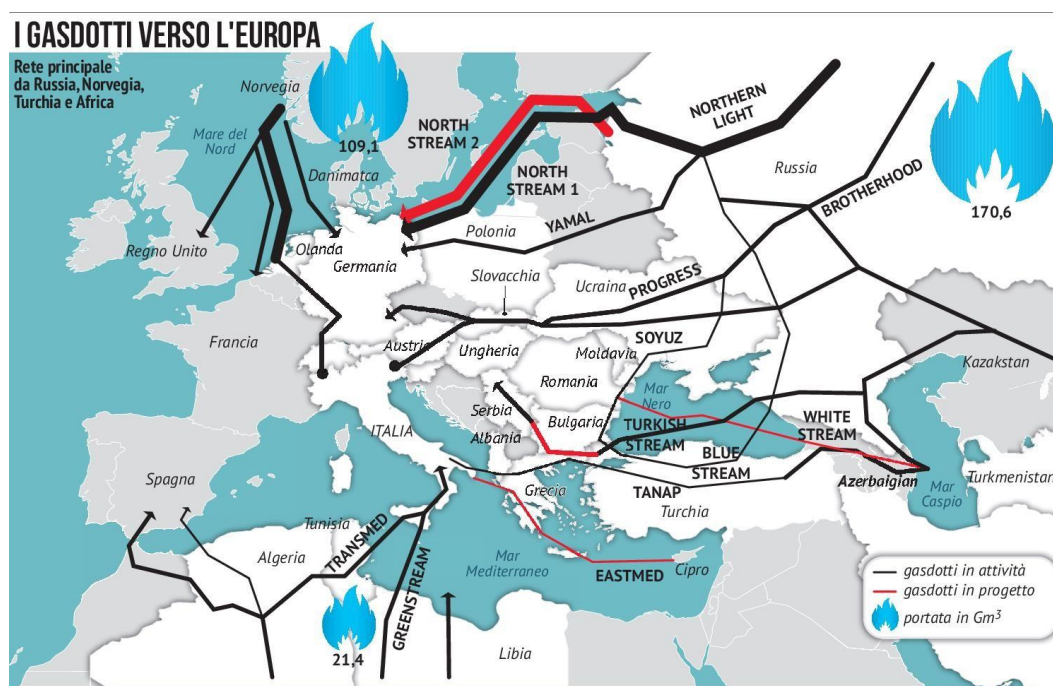 I GASDOTTI VERSO L'EUROPA
Rete principale
da Russia, Norvegia,
Turchia e Africa
Norvegia
109,1
Mare del
Nord
Danimatca
NORTH
STREAM 2
NORTH
STREAM 1
NORTHERN
LIGHT
Russia
BROTHERHOOD
170,6
Regno Unito
Olanda
Germania
Polonia
YAMAL
Slovacchia
Ucraina
PROGRESS
Francia
Austria
Ungheria
Moldavia
SOYUZ
Romania
Mar
Nero
Kazakstan
Serbia
Bulgaria
ITALIA
Albania
TURKISH
STREAM
BLUE
STREAM
WHITE
STREAM
Azerbaigian
Mar
Caspio
Turkmenistan
Spagna
Grecia
TANAP
Turchia
Tunisia
Algeria
TRANSMED
Mar
Mediterraneo
EASTMED
Cipro
GREENSTREAM
21,4
Libia
gasdotti in attività
gasdotti in progetto
portata in Gm³